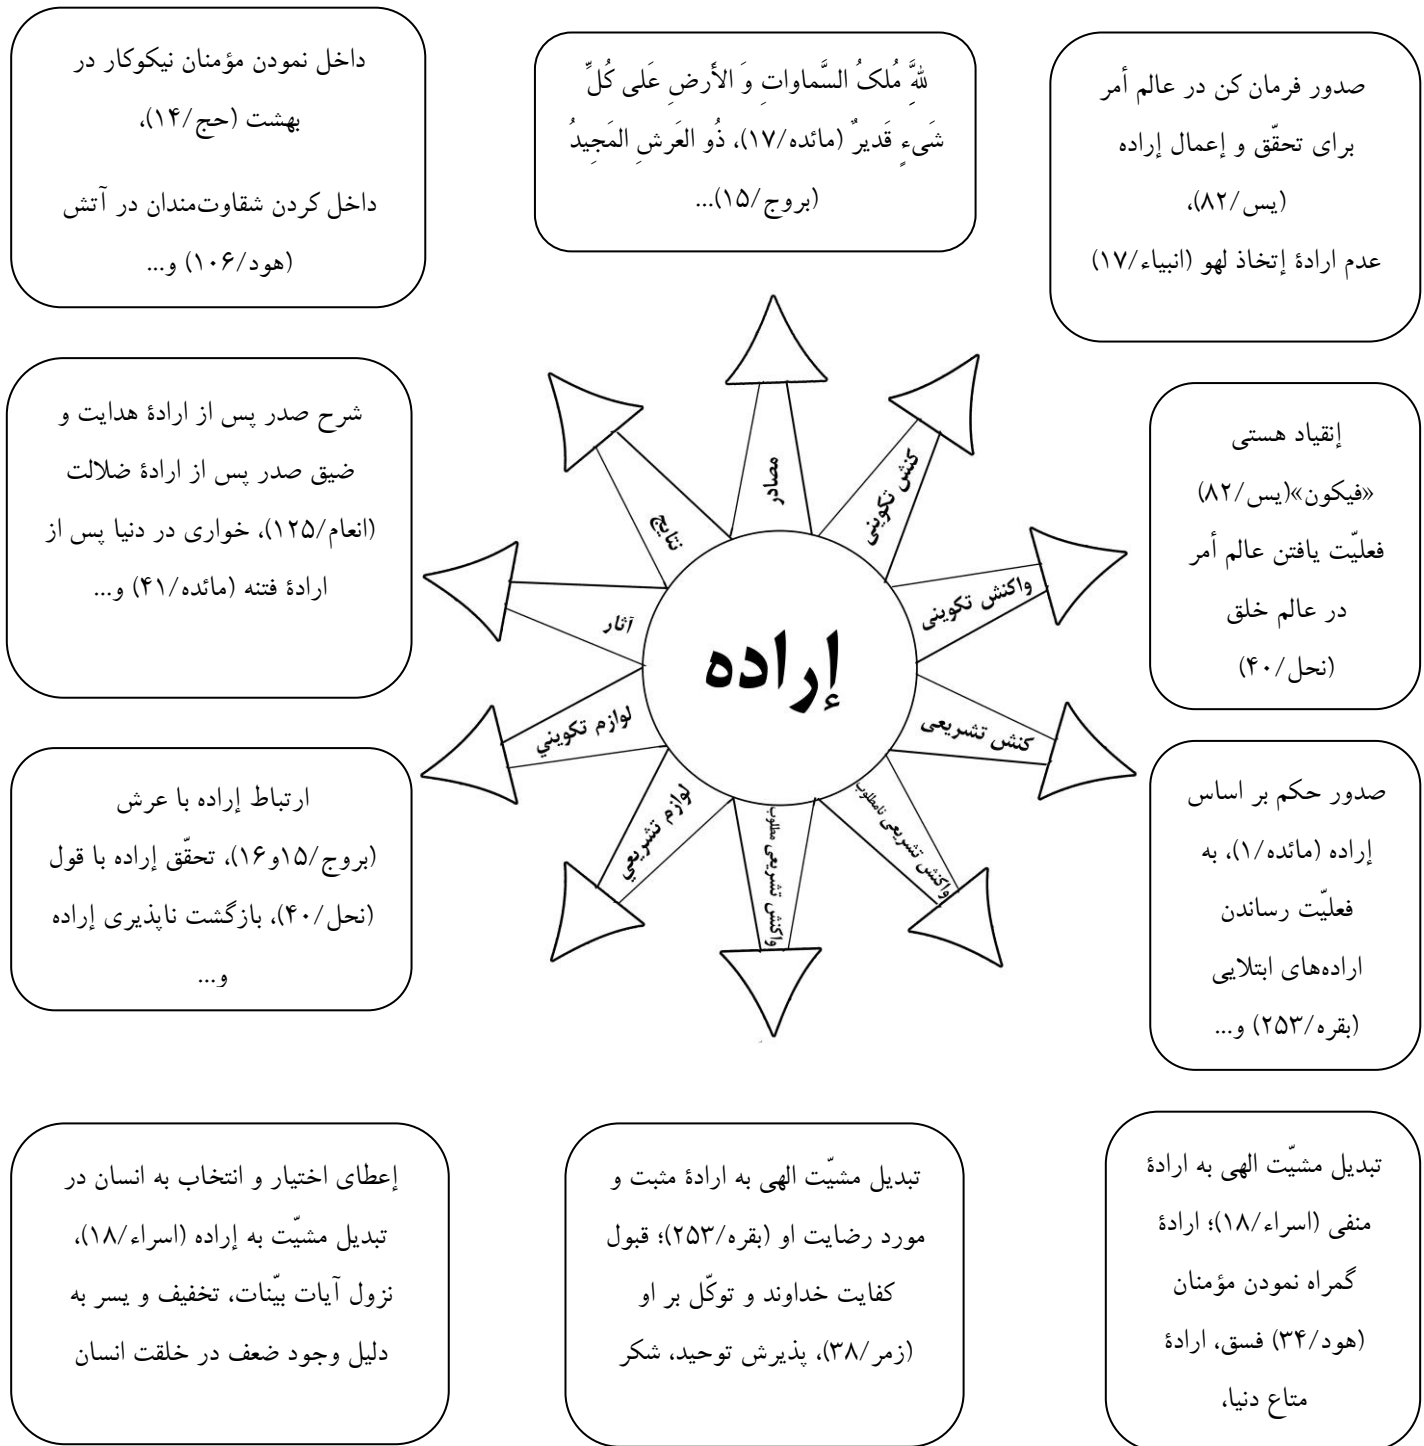 صدور فرمان کن در عالم أمر
برای تحقّق و إعمال إراده
(یس/۸۲)،
عدم ارادهٔ إتخاذ لهو (انبیاء/۱۷)
للهَّ مُلکُ السَّماواتِ وَ الأرضِ عَلی کُلِّ
شَیءٍ قَدیرٌ (مائده/۱۷)، ذُو العَرشِ المَجِیدُ
(بروج/۱۵)...
داخل نمودن مؤمنان نیکوکار در
بهشت (حج/۱۴)،
داخل کردن شقاوت‌مندان در آتش
(هود/۱۰۶) و...
إنقیاد هستی
«فیکون»(یس/۸۲)
فعلیّت یافتن عالم أمر
در عالم خلق
(نحل/۴۰)
شرح صدر پس از ارادهٔ هدایت و
ضیق صدر پس از ارادهٔ ضلالت
(انعام/۱۲۵)، خواری در دنیا پس از
ارادهٔ فتنه (مائده/۴۱) و...
إراده
مصادر
کنش تکوینی
واکنش تکوینی
کنش تشریعی
واکنش تشریعی نامطلوب
واکنش تشریعی مطلوب
لوازم تشریعي
لوازم تکویني
آثار
نتایج
صدور حکم بر اساس
إراده (مائده/۱)، به
فعلیّت رساندن
اراده‌های ابتلایی
(بقره/۲۵۳) و...
ارتباط إراده با عرش
(بروج/۱۵و۱۶)، تحقّق إراده با قول
(نحل/۴۰)، بازگشت ناپذیری إراده
و...
تبدیل مشیّت الهی به ارادهٔ
منفی (اسراء/۱۸)؛ ارادهٔ
گمراه نمودن مؤمنان
(هود/۳۴) فسق، ارادهٔ
متاع دنیا،
تبدیل مشیّت الهی به ارادهٔ مثبت و
مورد رضایت او (بقره/۲۵۳)؛ قبول
کفایت خداوند و توکّل بر او
(زمر/۳۸)، پذیرش توحید، شکر
إعطای اختیار و انتخاب به انسان در
تبدیل مشیّت به إراده (اسراء/۱۸)،
نزول آیات بیّنات، تخفیف و یسر به
دلیل وجود ضعف در خلقت انسان